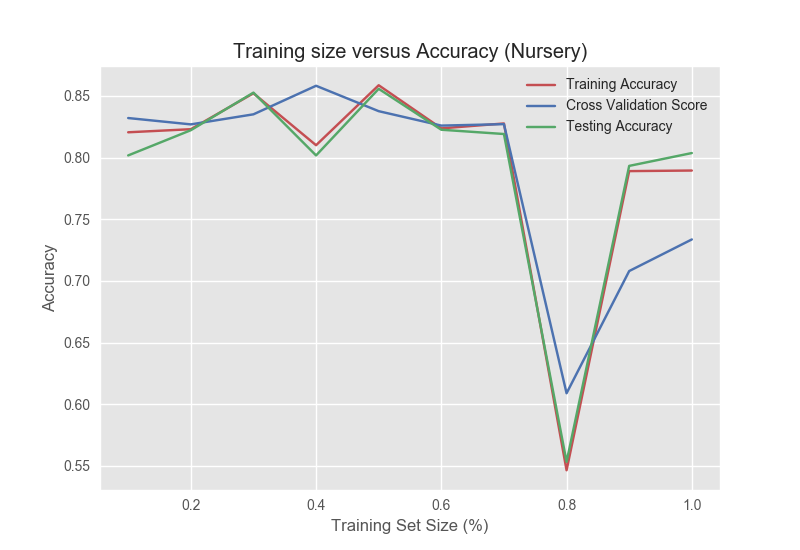 Training size versus Accuracy (Nursery)
Training Accuracy
Cross Validation Score
Testing Accuracy
Accuracy
0.85
0.80
0.75
0.70
0.65
0.60
0.55
0.2 0.4 0.6 0.8 1.0
Training Set Size (%)